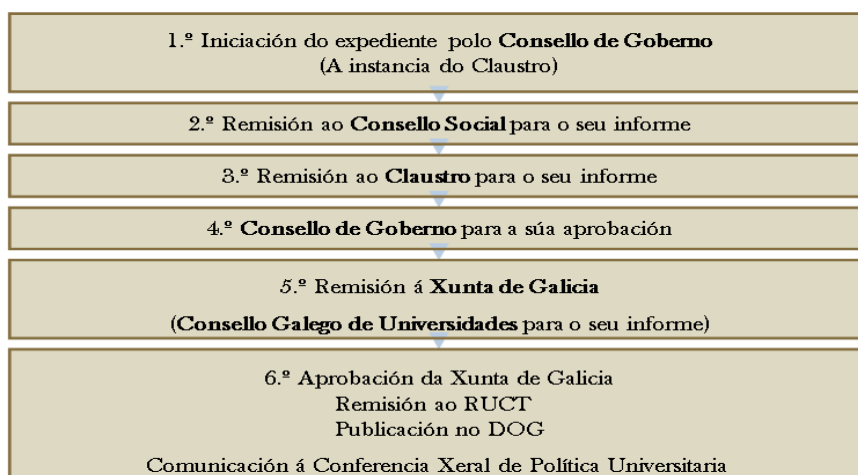 1.º Iniciación do expediente polo Consello de Goberno
(A instancia do Claustro)
2.º Remisión ao Consello Social para o seu informe
3.º Remisión ao Claustro para o seu informe
4.º Consello de Goberno para a súa aprobación
5.º Remisión á Xunta de Galicia
(Consello Galego de Universidades para o seu informe)
6.º Aprobación da Xunta de Galicia
Remisión ao RUCT
Publicación no DOG
Comunicación á Conferencia Xeral de Política Universitaria